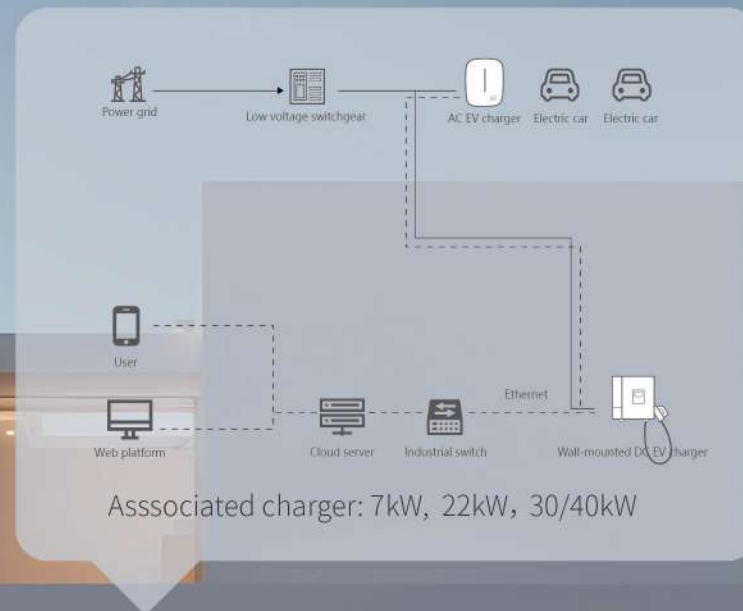 Power grid
Low voltage switchgear
AC EV charger
Electric car
Electric car
User
Ethernet
Web platform
Cloud server
Industrial switch
Wall-mounted DC EV charger
Asssociated charger: 7kW, 22kW，30/40kW